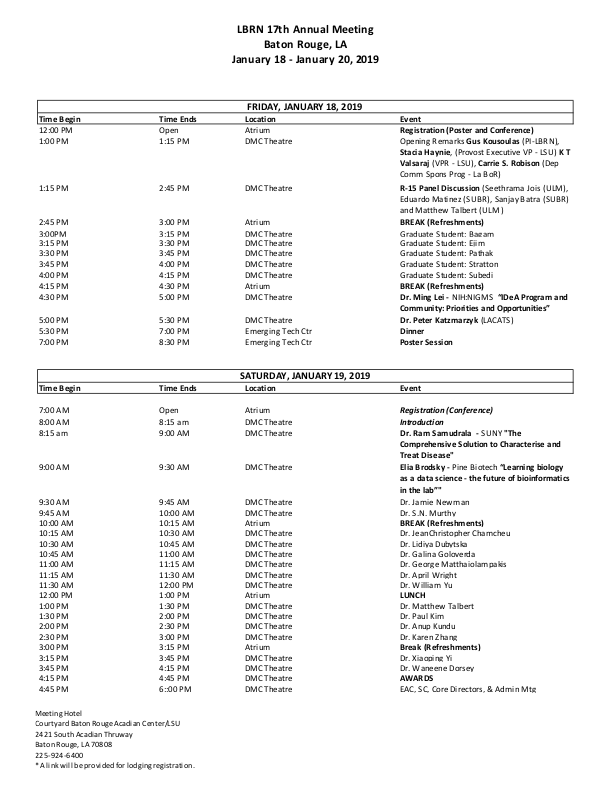 LBRN 17th Annual Meeting
Baton Rouge, LA
January 18 - January 20, 2019
FRIDAY, JANUARY 18, 2019
Time Begin Time Ends Location Event
12:00 PM Open Atrium Registration (Poster and Conference)
1:00 PM 1:15 PM DMC Theatre Opening Remarks Gus Kousoulas (PI-LBRN),
Stacia Haynie, (Provost Executive VP - LSU) K T
Valsaraj (VPR - LSU), Carrie S. Robison (Dep
Comm Spons Prog - La BoR)
1:15 PM 2:45 PM DMC Theatre R-15 Panel Discussion (Seethrama Jois (ULM),
Eduardo Matinez (SUBR), Sanjay Batra (SUBR)
and Matthew Talbert (ULM)
2:45 PM 3:00 PM Atrium BREAK (Refreshments)
3:00PM 3:15 PM DMC Theatre Graduate Student: Bagam
3:15 PM 3:30 PM DMC Theatre Graduate Student: Ejim
3:30 PM 3:45 PM DMC Theatre Graduate Student: Pathak
3:45 PM 4:00 PM DMC Theatre Graduate Student: Stratton
4:00 PM 4:15 PM DMC Theatre Graduate Student: Subedi
4:15 PM 4:30 PM Atrium BREAK (Refreshments)
4:30 PM 5:00 PM DMC Theatre Dr. Ming Lei - NIH:NIGMS "IDeA Program and
Community: Priorities and Opportunities"
5:00 PM 5:30 PM DMC Theatre Dr. Peter Katzmarzyk (LACATS)
5:30 PM 7:00 PM Emerging Tech Ctr Dinner
7:00 PM 8:30 PM Emerging Tech Ctr Poster Session
SATURDAY, JANUARY 19, 2019
Time Begin Time Ends Location Event
7:00 AM Open Atrium Registration (Conference)
8:00 AM 8:15 am DMC Theatre Introduction
8:15 am 9:00 AM DMC Theatre Dr. Ram Samudrala - SUNY "The
Comprehensive Solution to Characterise and
Treat Disease"
9:00 AM 9:30 AM DMC Theatre Elia Brodsky - Pine Biotech "Learning biology
as a data science - the future of bioinformatics
in the lab""
9:30 AM 9:45 AM DMC Theatre Dr. Jamie Newman
9:45 AM 10:00 AM DMC Theatre Dr. S.N. Murthy
10:00 AM 10:15 AM Atrium BREAK (Refreshments)
10:15 AM 10:30 AM DMC Theatre Dr. JeanChristopher Chamcheu
10:30 AM 10:45 AM DMC Theatre Dr. Lidiya Dubytska
10:45 AM 11:00 AM DMC Theatre Dr. Galina Goloverda
11:00 AM 11:15 AM DMC Theatre Dr. George Matthaiolampakis
11:15 AM 11:30 AM DMC Theatre Dr. April Wright
11:30 AM 12:00 PM DMC Theatre Dr. William Yu
12:00 PM 1:00 PM Atrium LUNCH
1:00 PM 1:30 PM DMC Theatre Dr. Matthew Talbert
1:30 PM 2:00 PM DMC Theatre Dr. Paul Kim
2:00 PM 2:30 PM DMC Theatre Dr. Anup Kundu
2:30 PM 3:00 PM DMC Theatre Dr. Karen Zhang
3:00 PM 3:15 PM Atrium Break (Refreshments)
3:15 PM 3:45 PM DMC Theatre Dr. Xiaoping Yi
3:45 PM 4:15 PM DMC Theatre Dr. Waneene Dorsey
4:15 PM 4:45 PM DMC Theatre AWARDS
4:45 PM 6::00 PM DMC Theatre EAC, SC, Core Directors, & Admin Mtg
Meeting Hotel
Courtyard Baton Rouge Acadian Center/LSU
2421 South Acadian Thruway
Baton Rouge, LA 70808
225-924-6400
*A link will be provided for lodging registration.